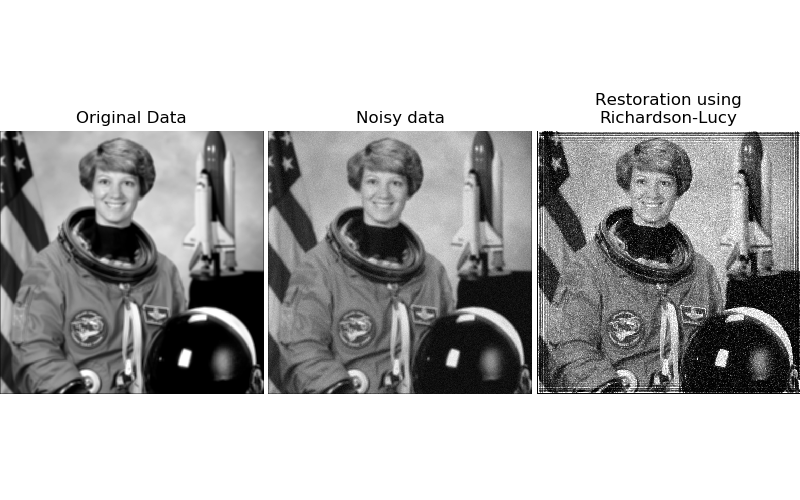 Original Data
Noisy data
Restoration using
Richardson-Lucy